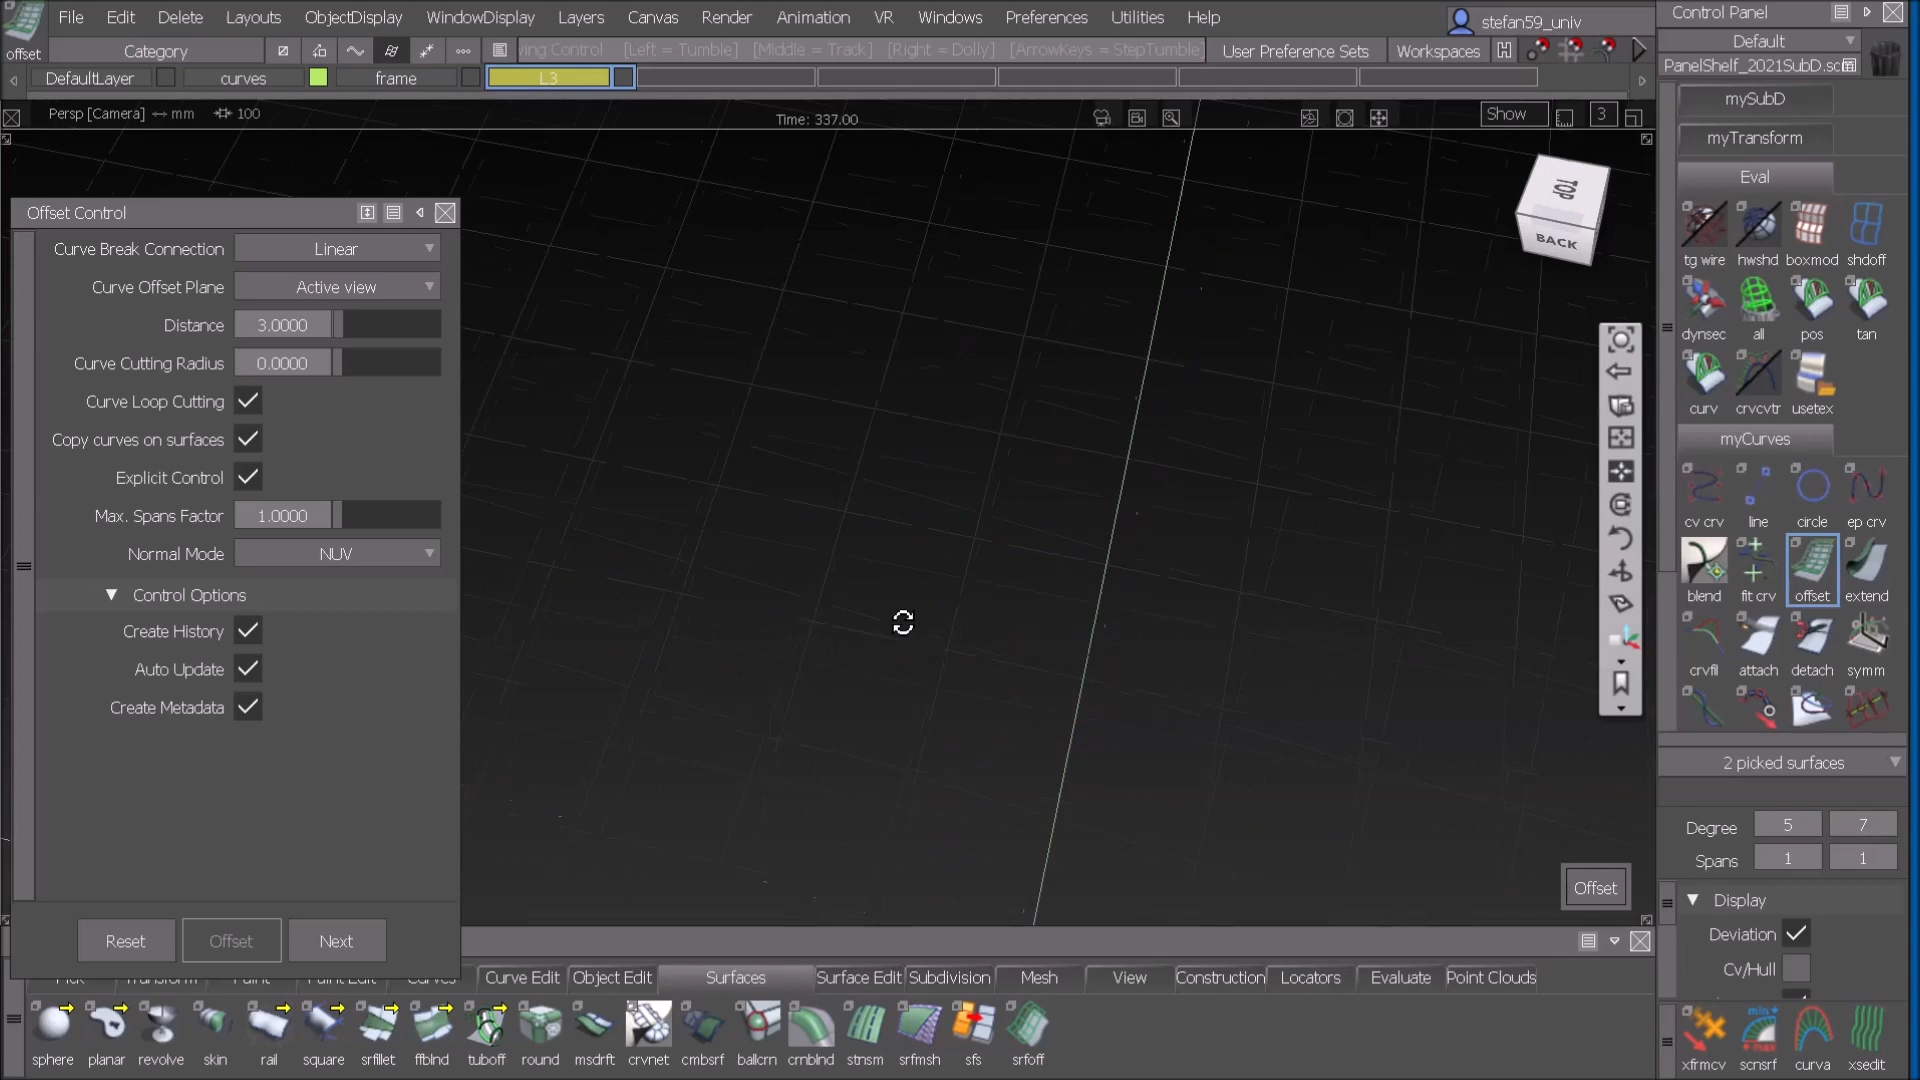 File Edit Delete Layouts ObjectDisplay WindowDisplay Layers Canvas Render Animation VR Windows Preferences Utilities Help
stefan59_univ
offset Category
ving Control [Left = Tumble] [Middle = Track] [Right = Dolly] [ArrowKeys = StepTumble]
User Preference Sets Workspaces
DefaultLayer curves frame L3
Persp [Camera] ↔ mm 100
Time: 337.00
Show 3
TOP
BACK
Offset Control
Curve Break Connection Linear
Curve Offset Plane Active view
Distance 3.0000
Curve Cutting Radius 0.0000
Curve Loop Cutting
Copy curves on surfaces
Explicit Control
Max. Spans Factor 1.0000
Normal Mode NUV
Control Options
Create History
Auto Update
Create Metadata
Reset Offset Next
Offset
Curve Edit Object Edit Surfaces Surface Edit Subdivision Mesh View Construction Locators Evaluate Point Clouds
sphere planar revolve skin rail square srfillet ffblnd tuboff round msdrft crvnet cmbsrf ballcrn crnblnd stnsm srfmsh sfs srfoff
Control Panel
Default
PanelShelf_2021SubD.sc
mySubD
myTransform
Eval
tg wire hwshd boxmod shdoff
dynsec all pos tan
curv crvcvtr usetex
myCurves
cv crv line circle ep crv
blend fit crv offset extend
crvfil attach detach symm
2 picked surfaces
Degree 5 7
Spans 1 1
Display
Deviation
Cv/Hull
min+
max
xfrmcv scnsrf curva xsedit